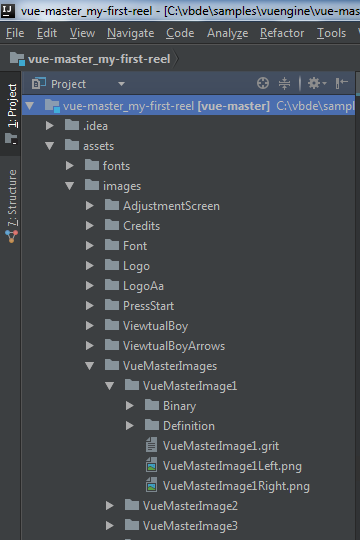 vue-master_my-first-reel - [C:\vbde\samples\vuengine\vue-mas
File Edit View Navigate Code Analyze Refactor Tools
vue-master_my-first-reel
Project
1: Project
7: Structure
vue-master_my-first-reel [vue-master] C:\vbde\sampl
.idea
assets
fonts
images
AdjustmentScreen
Credits
Font
Logo
LogoAa
PressStart
ViewtualBoy
ViewtualBoyArrows
VueMasterImages
VueMasterImage1
Binary
Definition
VueMasterImage1.grit
VueMasterImage1Left.png
VueMasterImage1Right.png
VueMasterImage2
VueMasterImage3